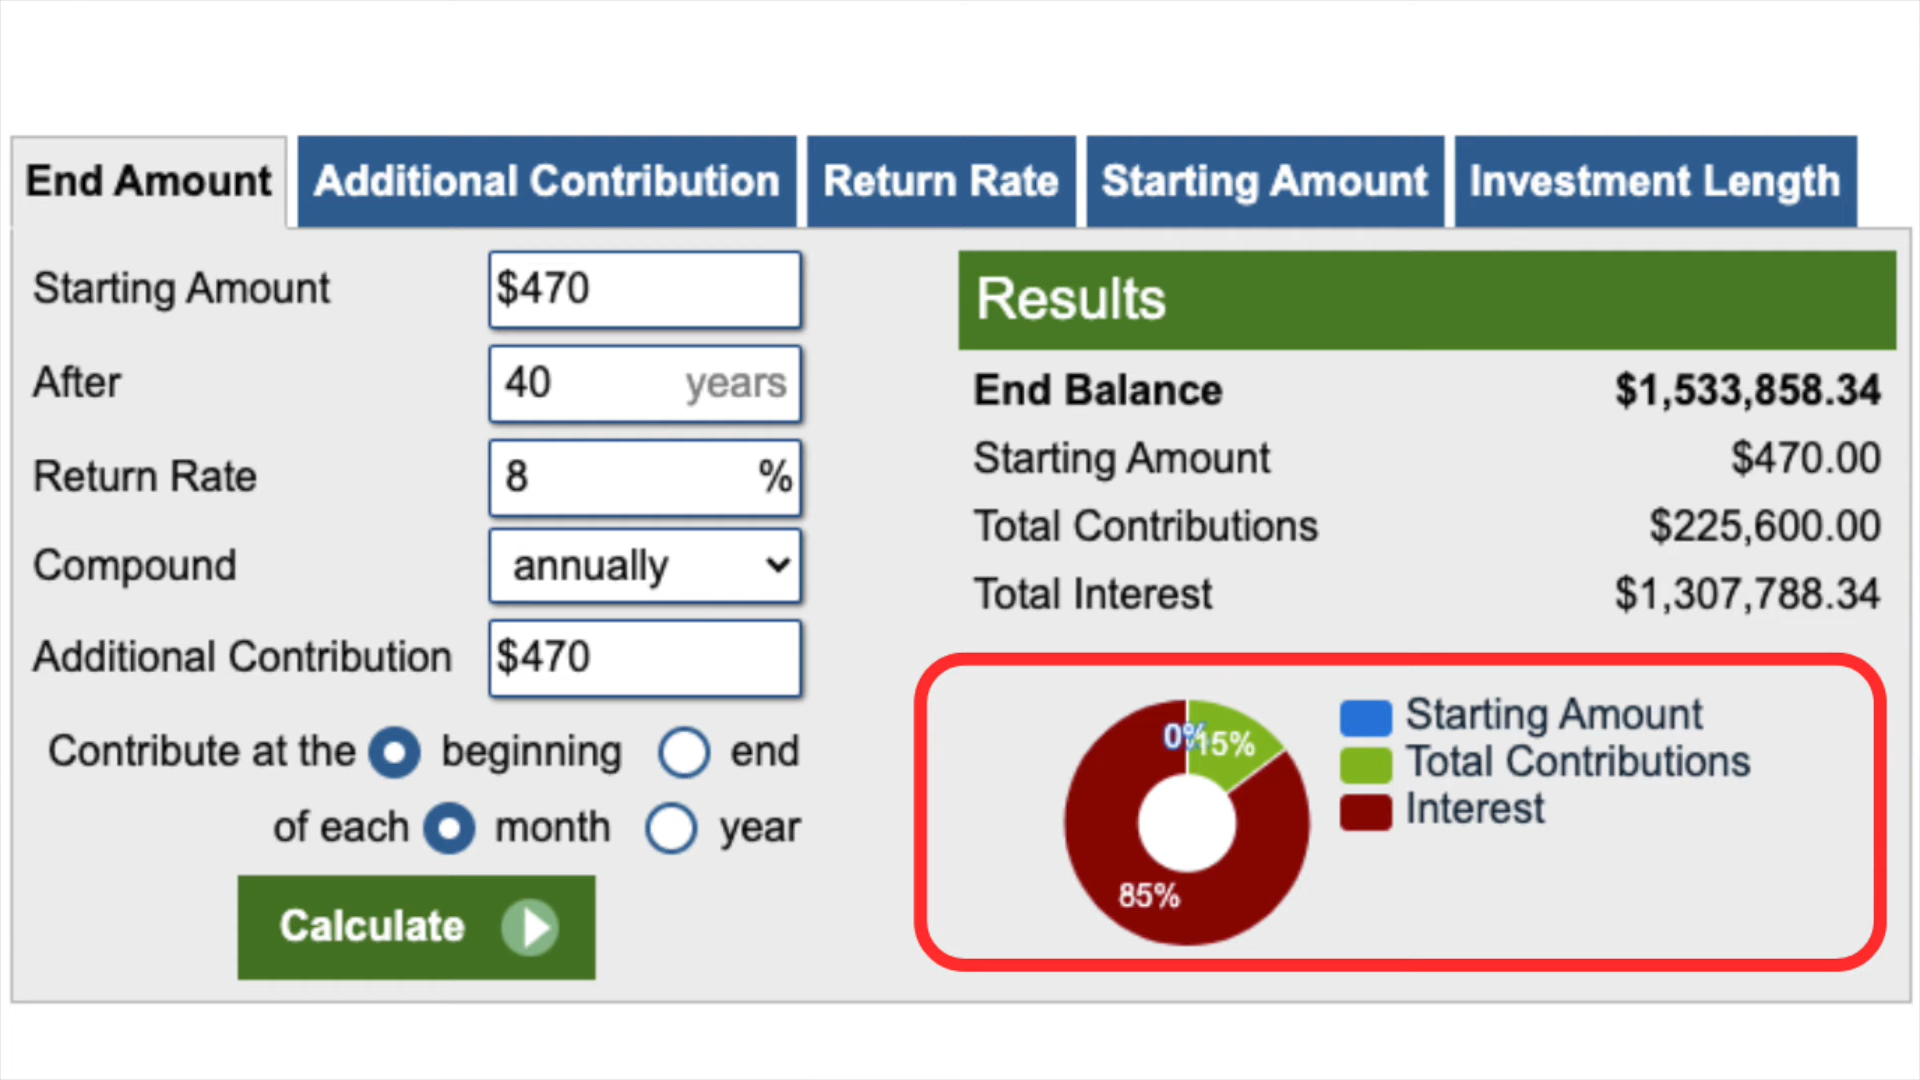 End Amount Additional Contribution Return Rate Starting Amount Investment Length
Starting Amount $470
After 40 years
Return Rate 8 %
Compound annually
Additional Contribution $470
Contribute at the beginning end
of each month year
Calculate
Results
End Balance $1,533,858.34
Starting Amount $470.00
Total Contributions $225,600.00
Total Interest $1,307,788.34
0% 15%
85%
Starting Amount
Total Contributions
Interest